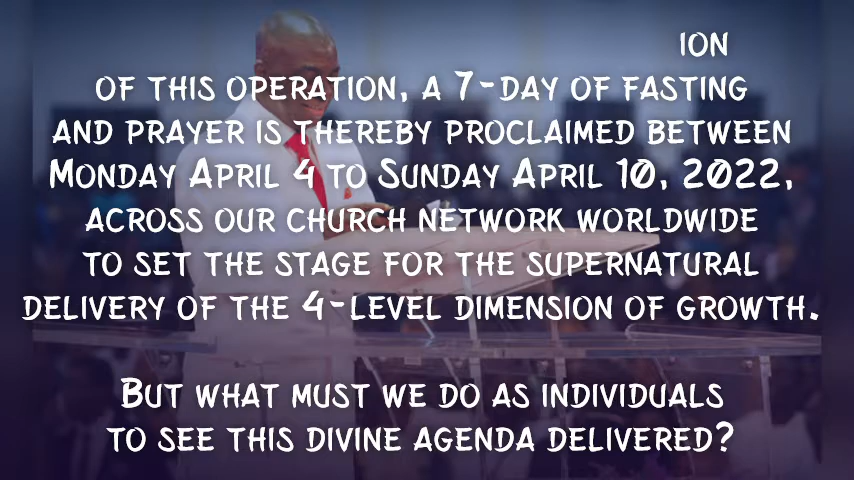 ion
of this operation, a 7-day of fasting
and prayer is thereby proclaimed between
Monday April 4 to Sunday April 10, 2022,
across our church network worldwide
to set the stage for the supernatural
delivery of the 4-level dimension of growth.
But what must we do as individuals
to see this divine agenda delivered?